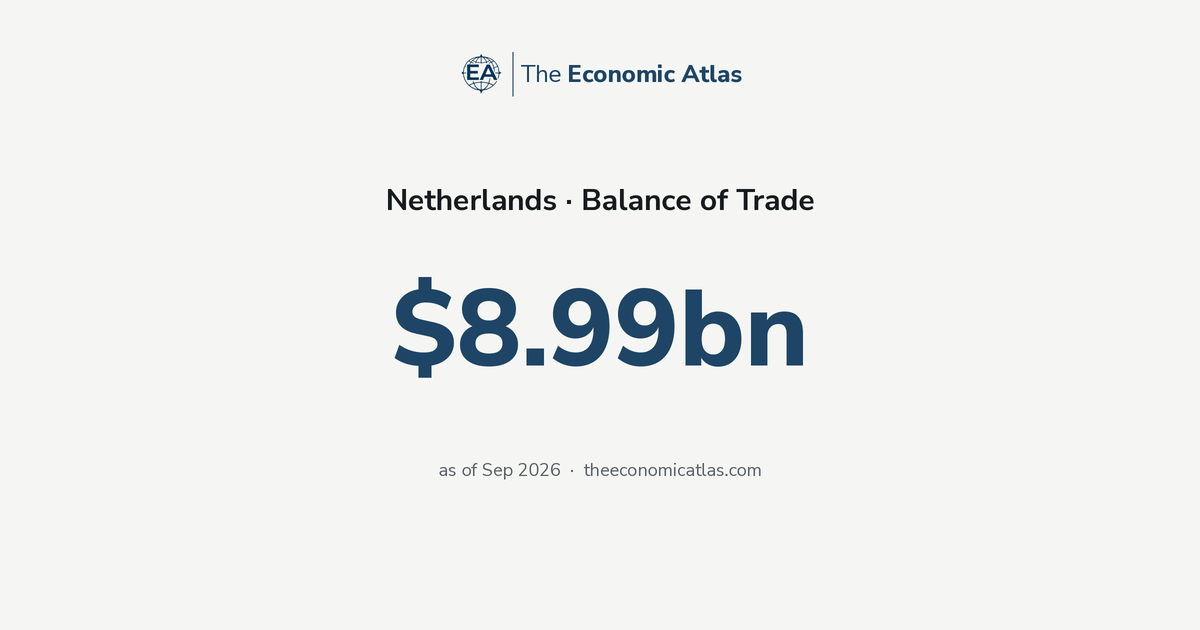 EA The Economic Atlas
Netherlands · Balance of Trade
$8.99bn
as of Sep 2026 · theeconomicatlas.com